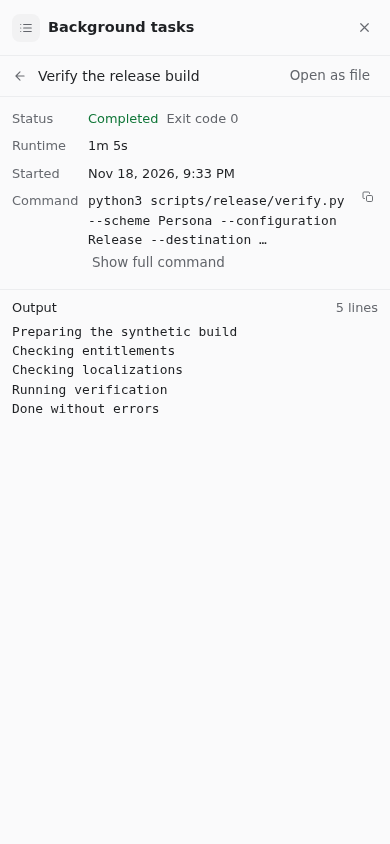 Background tasks
Verify the release build
Open as file
Status Completed Exit code 0
Runtime 1m 5s
Started Nov 18, 2026, 9:33 PM
Command python3 scripts/release/verify.py
--scheme Persona --configuration
Release --destination …
Show full command
Output 5 lines
Preparing the synthetic build
Checking entitlements
Checking localizations
Running verification
Done without errors